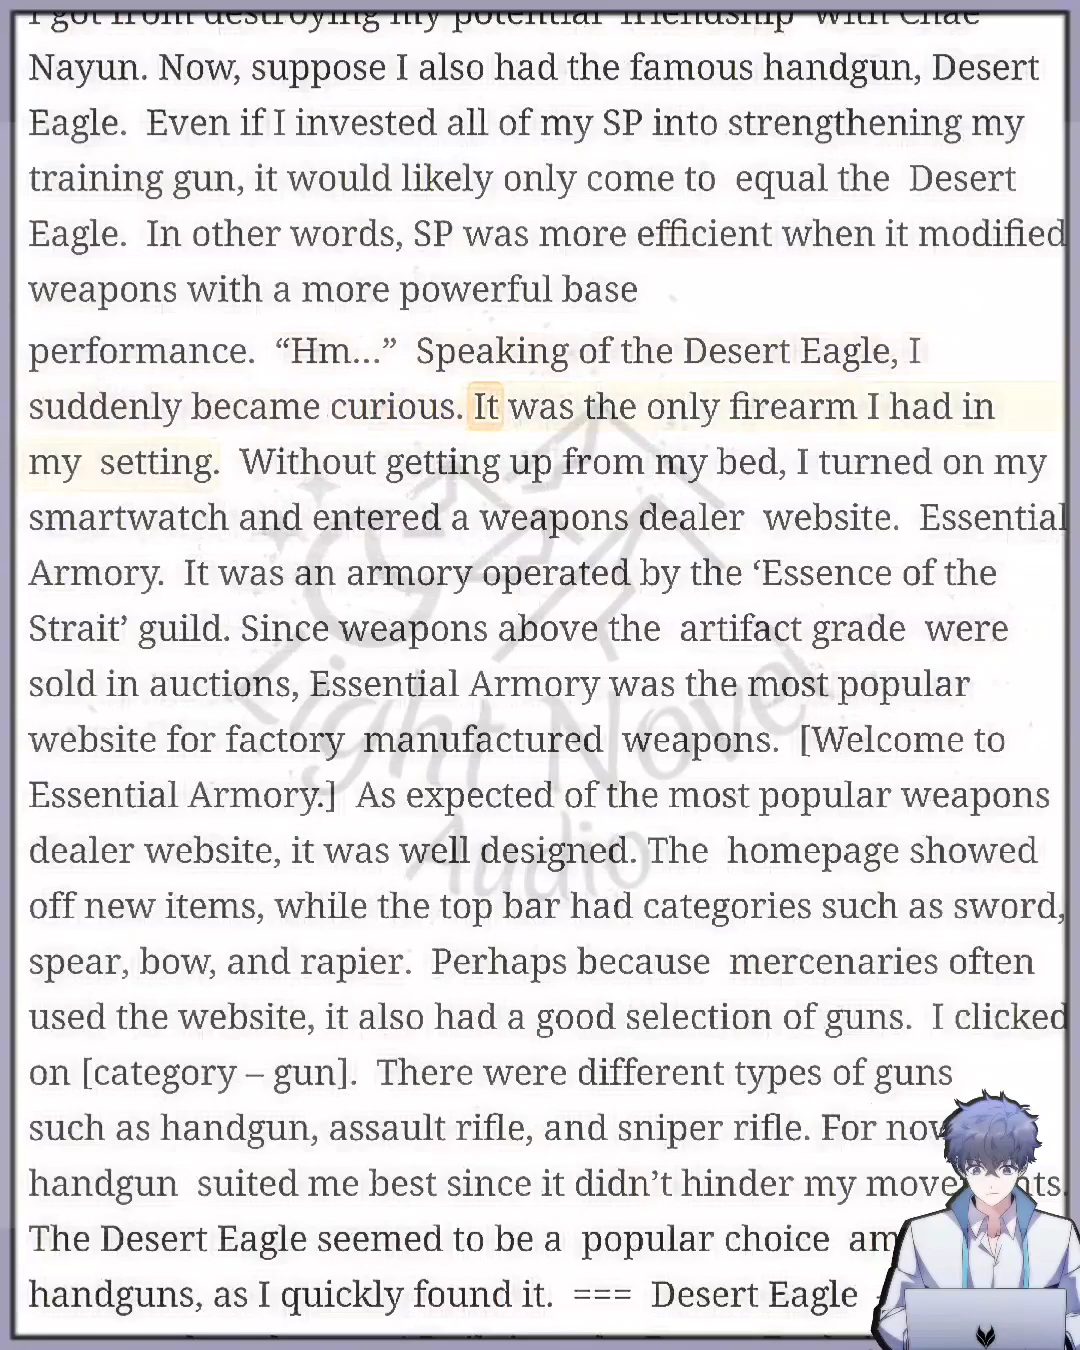 I got from destroying my potential friendship with Chae
Nayun. Now, suppose I also had the famous handgun, Desert
Eagle. Even if I invested all of my SP into strengthening my
training gun, it would likely only come to equal the Desert
Eagle. In other words, SP was more efficient when it modified
weapons with a more powerful base
performance. “Hm...” Speaking of the Desert Eagle, I
suddenly became curious. It was the only firearm I had in
my setting. Without getting up from my bed, I turned on my
smartwatch and entered a weapons dealer website. Essential
Armory. It was an armory operated by the ‘Essence of the
Strait’ guild. Since weapons above the artifact grade were
sold in auctions, Essential Armory was the most popular
website for factory manufactured weapons. [Welcome to
Essential Armory.] As expected of the most popular weapons
dealer website, it was well designed. The homepage showed
off new items, while the top bar had categories such as sword,
spear, bow, and rapier. Perhaps because mercenaries often
used the website, it also had a good selection of guns. I clicked
on [category – gun]. There were different types of guns
such as handgun, assault rifle, and sniper rifle. For
handgun suited me best since it didn’t hinder my
The Desert Eagle seemed to be a popular choice
handguns, as I quickly found it. === Desert Eagle
Light Novel
Audio